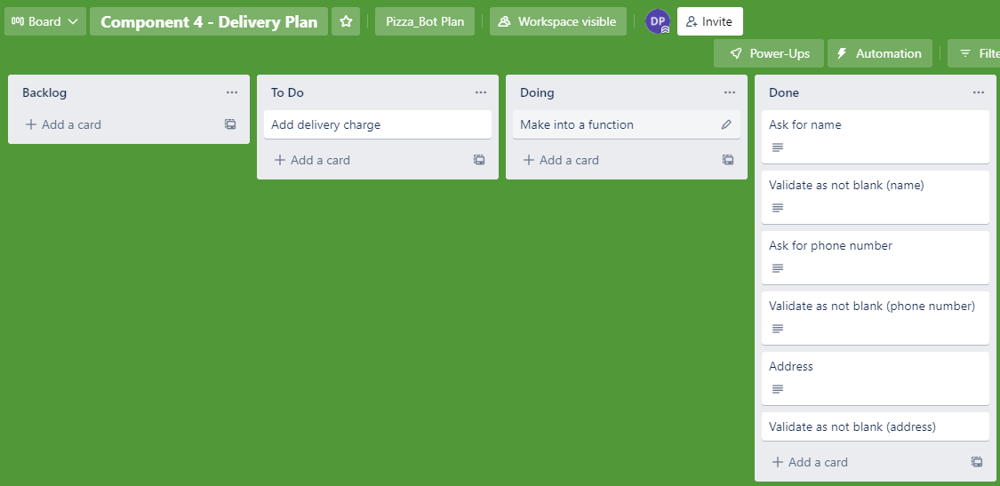 Board
Component 4 - Delivery Plan
Pizza_Bot Plan
Workspace visible
DP
Invite
Power-Ups
Automation
Backlog
Add a card
To Do
Add delivery charge
Add a card
Doing
Make into a function
Add a card
Done
Ask for name
Validate as not blank (name)
Ask for phone number
Validate as not blank (phone number)
Address
Validate as not blank (address)
Add a card